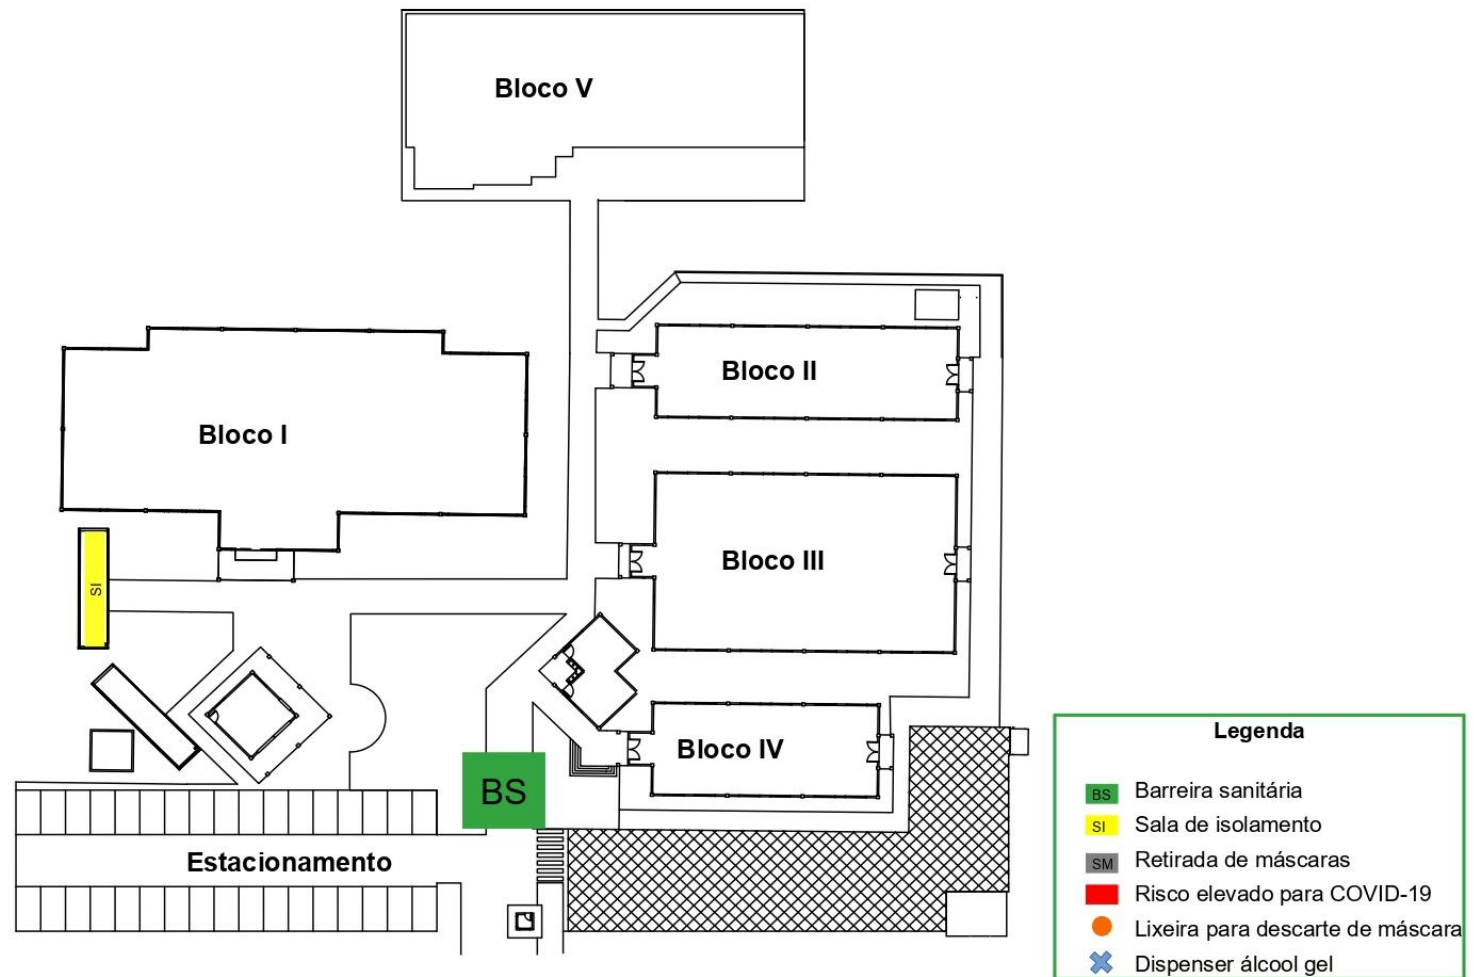 Bloco V
Bloco II
Bloco I
Bloco III
SI
Bloco IV
BS
Estacionamento
Legenda
BS Barreira sanitária
SI Sala de isolamento
SM Retirada de máscaras
Risco elevado para COVID-19
Lixeira para descarte de máscara
Dispenser álcool gel